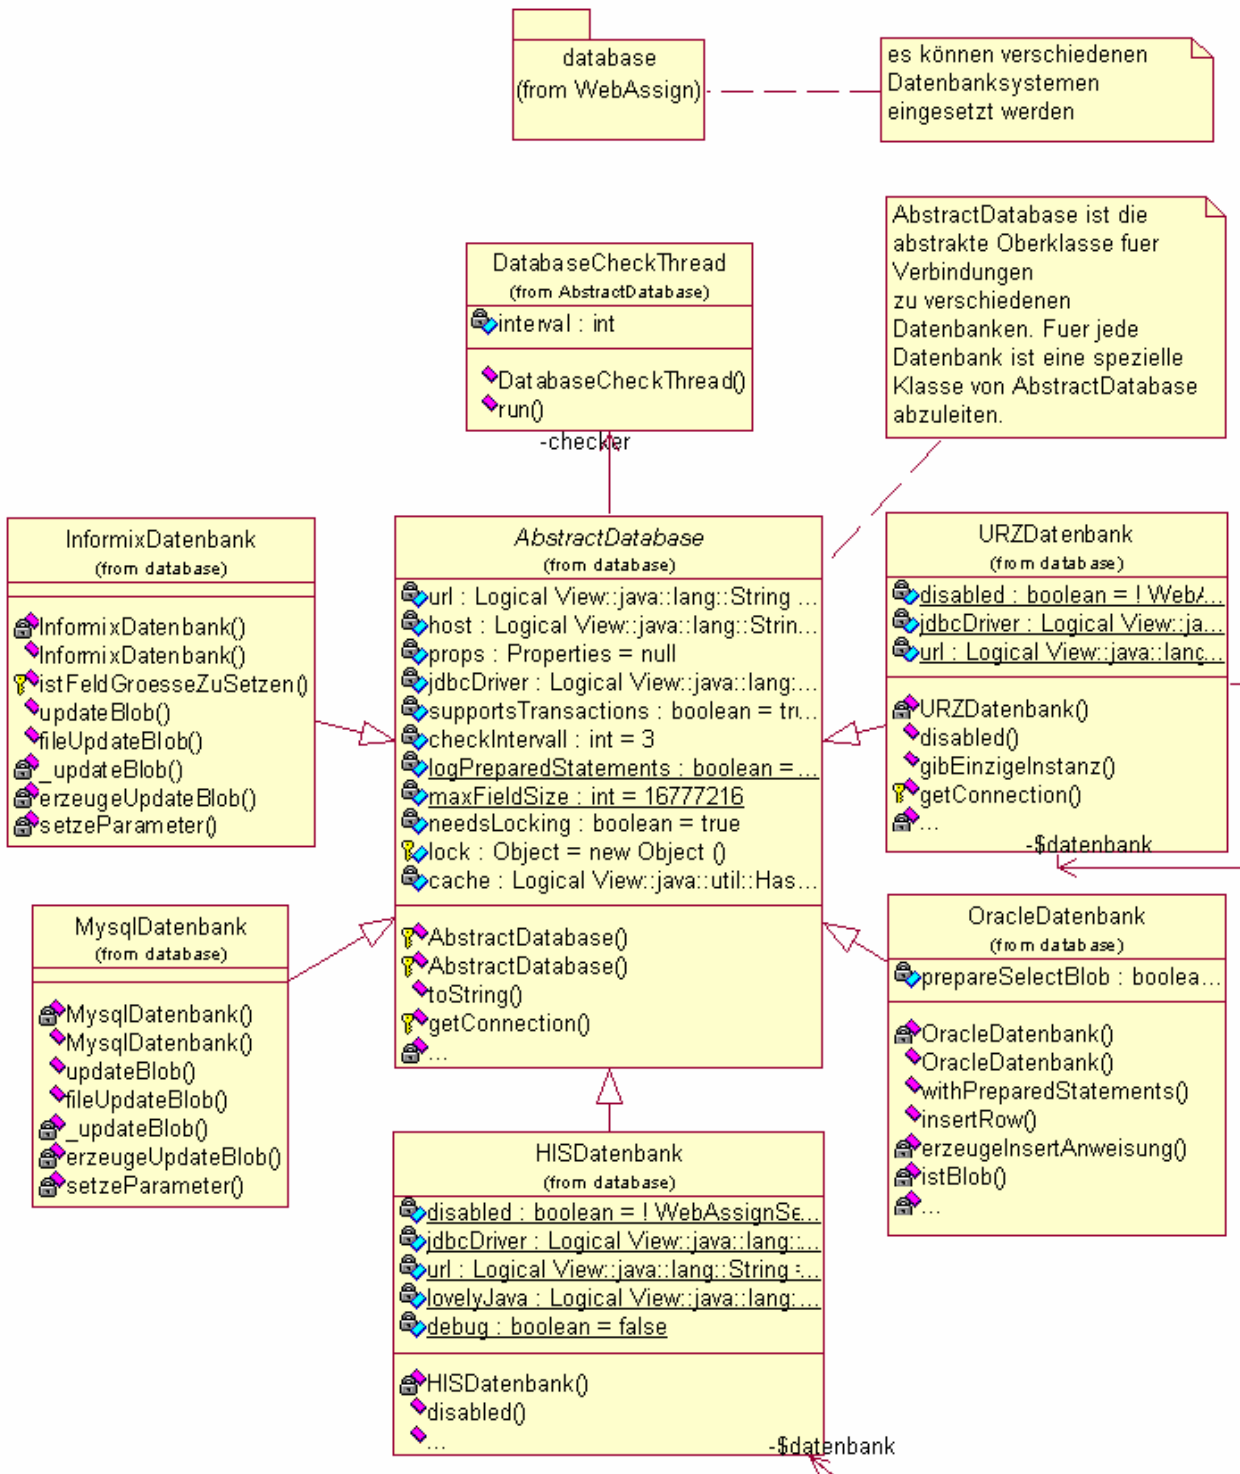 database
(from WebAssign)
es können verschiedenen
Datenbanksystemen
eingesetzt werden
AbstractDatabase ist die
abstrakte Oberklasse fuer
Verbindungen
zu verschiedenen
Datenbanken. Fuer jede
Datenbank ist eine spezielle
Klasse von AbstractDatabase
abzuleiten.
DatabaseCheckThread
(from AbstractDatabase)
interval : int
DatabaseCheckThread()
run()
-checker
InformixDatenbank
(from database)
InformixDatenbank()
InformixDatenbank()
istFeldGroesseZuSetzen()
updateBlob()
fileUpdateBlob()
_updateBlob()
erzeugeUpdateBlob()
setzeParameter()
AbstractDatabase
(from database)
url : Logical View::java::lang::String ...
host : Logical View::java::lang::Strin...
props : Properties = null
jdbcDriver : Logical View::java::lang:...
supportsTransactions : boolean = tru...
checkIntervall : int = 3
logPreparedStatements : boolean = ...
maxFieldSize : int = 16777216
needsLocking : boolean = true
lock : Object = new Object ()
cache : Logical View::java::util::Has...
AbstractDatabase()
AbstractDatabase()
toString()
getConnection()
...
URZDatenbank
(from database)
disabled : boolean = ! WebA...
jdbcDriver : Logical View::ja...
url : Logical View::java::lang...
URZDatenbank()
disabled()
gibEinzigeInstanz()
getConnection()
...
-$datenbank
MysqlDatenbank
(from database)
MysqlDatenbank()
MysqlDatenbank()
updateBlob()
fileUpdateBlob()
_updateBlob()
erzeugeUpdateBlob()
setzeParameter()
OracleDatenbank
(from database)
prepareSelectBlob : boolea...
OracleDatenbank()
OracleDatenbank()
withPreparedStatements()
insertRow()
erzeugeInsertAnweisung()
istBlob()
...
HISDatenbank
(from database)
disabled : boolean = ! WebAssignSe...
jdbcDriver : Logical View::java::lang:...
url : Logical View::java::lang::String =...
lovelyJava : Logical View::java::lang:...
debug : boolean = false
HISDatenbank()
disabled()
...
-$datenbank